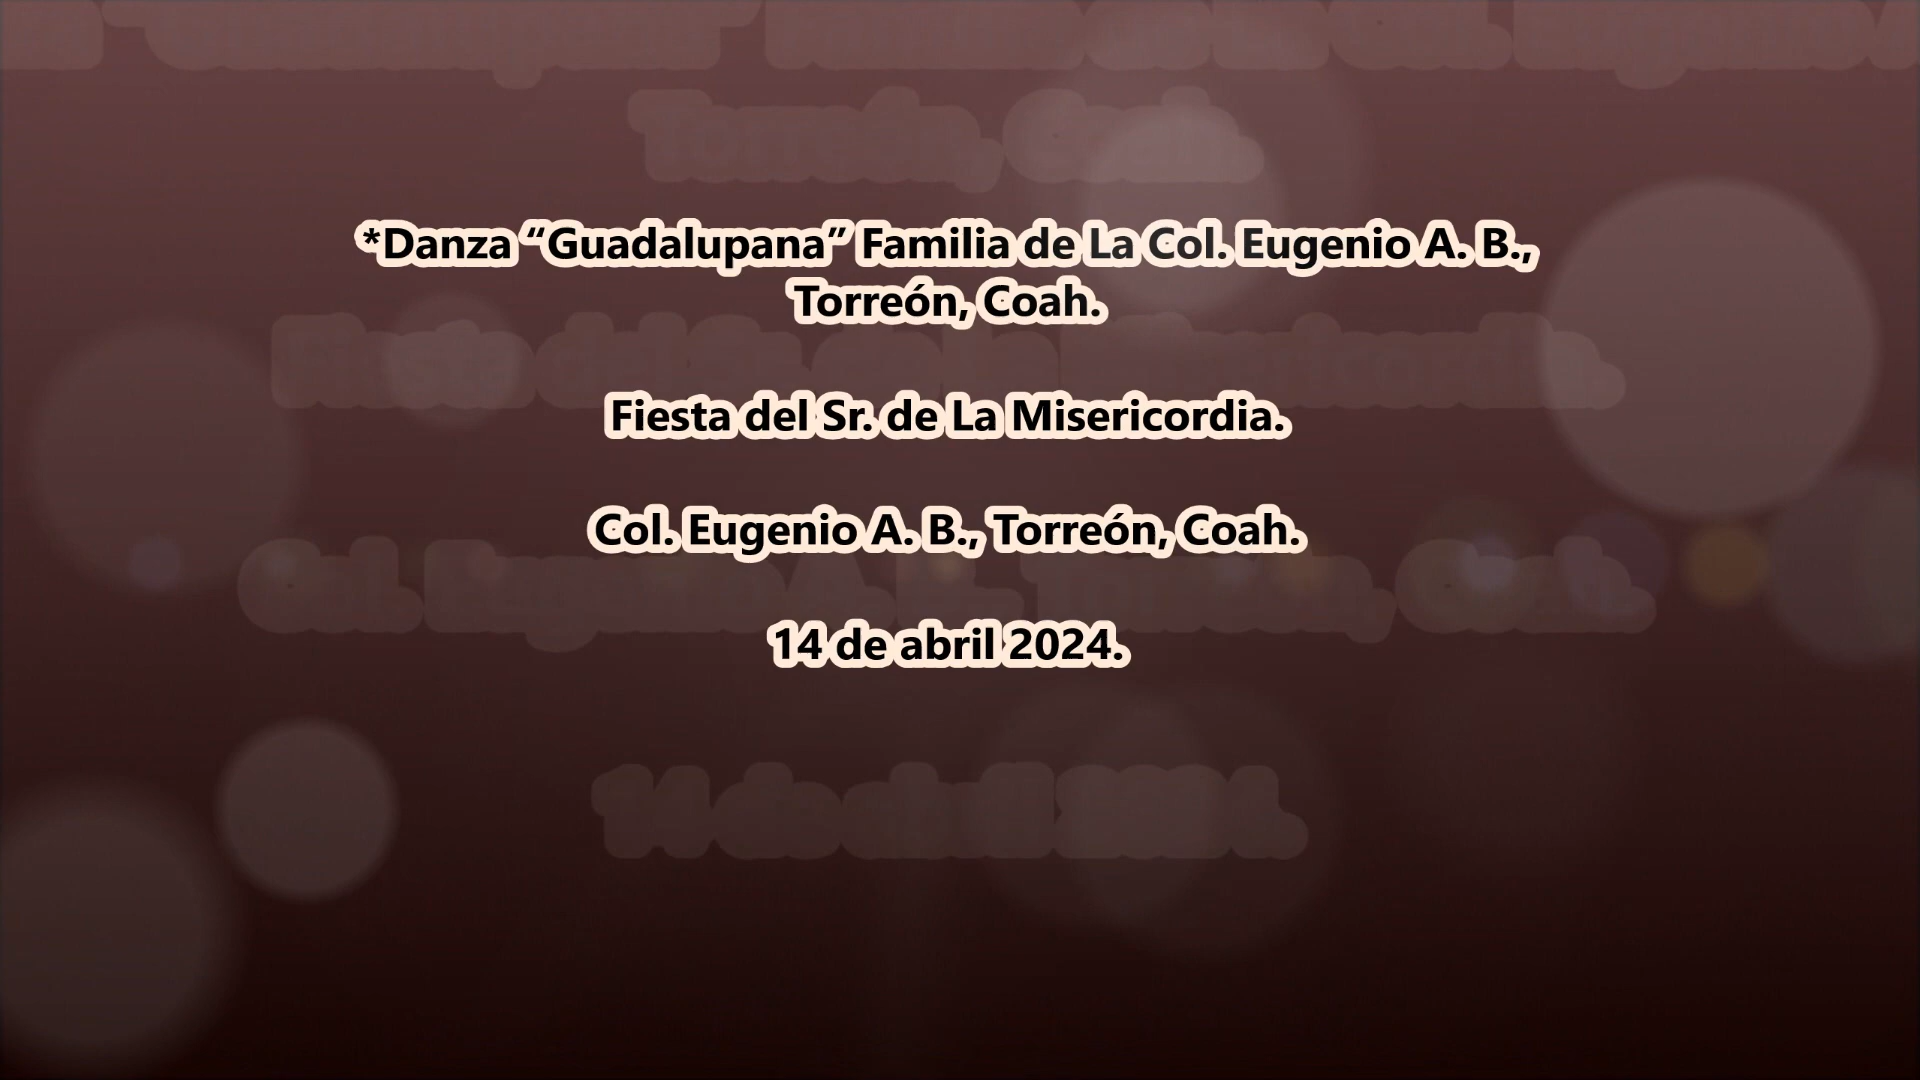 *Danza “Guadalupana” Familia de La Col. Eugenio A. B.,
Torreón, Coah.
Fiesta del Sr. de La Misericordia.
Col. Eugenio A. B., Torreón, Coah.
14 de abril 2024.